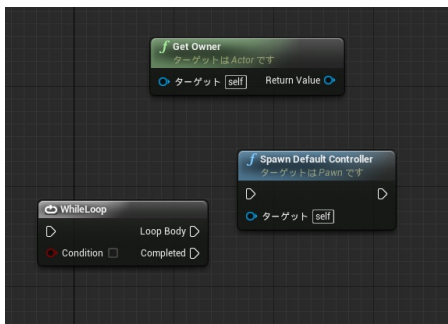 Get Owner
ターゲットは Actor です
ターゲット self Return Value
Spawn Default Controller
ターゲットは Pawn です
ターゲット self
WhileLoop
Loop Body
Condition Completed